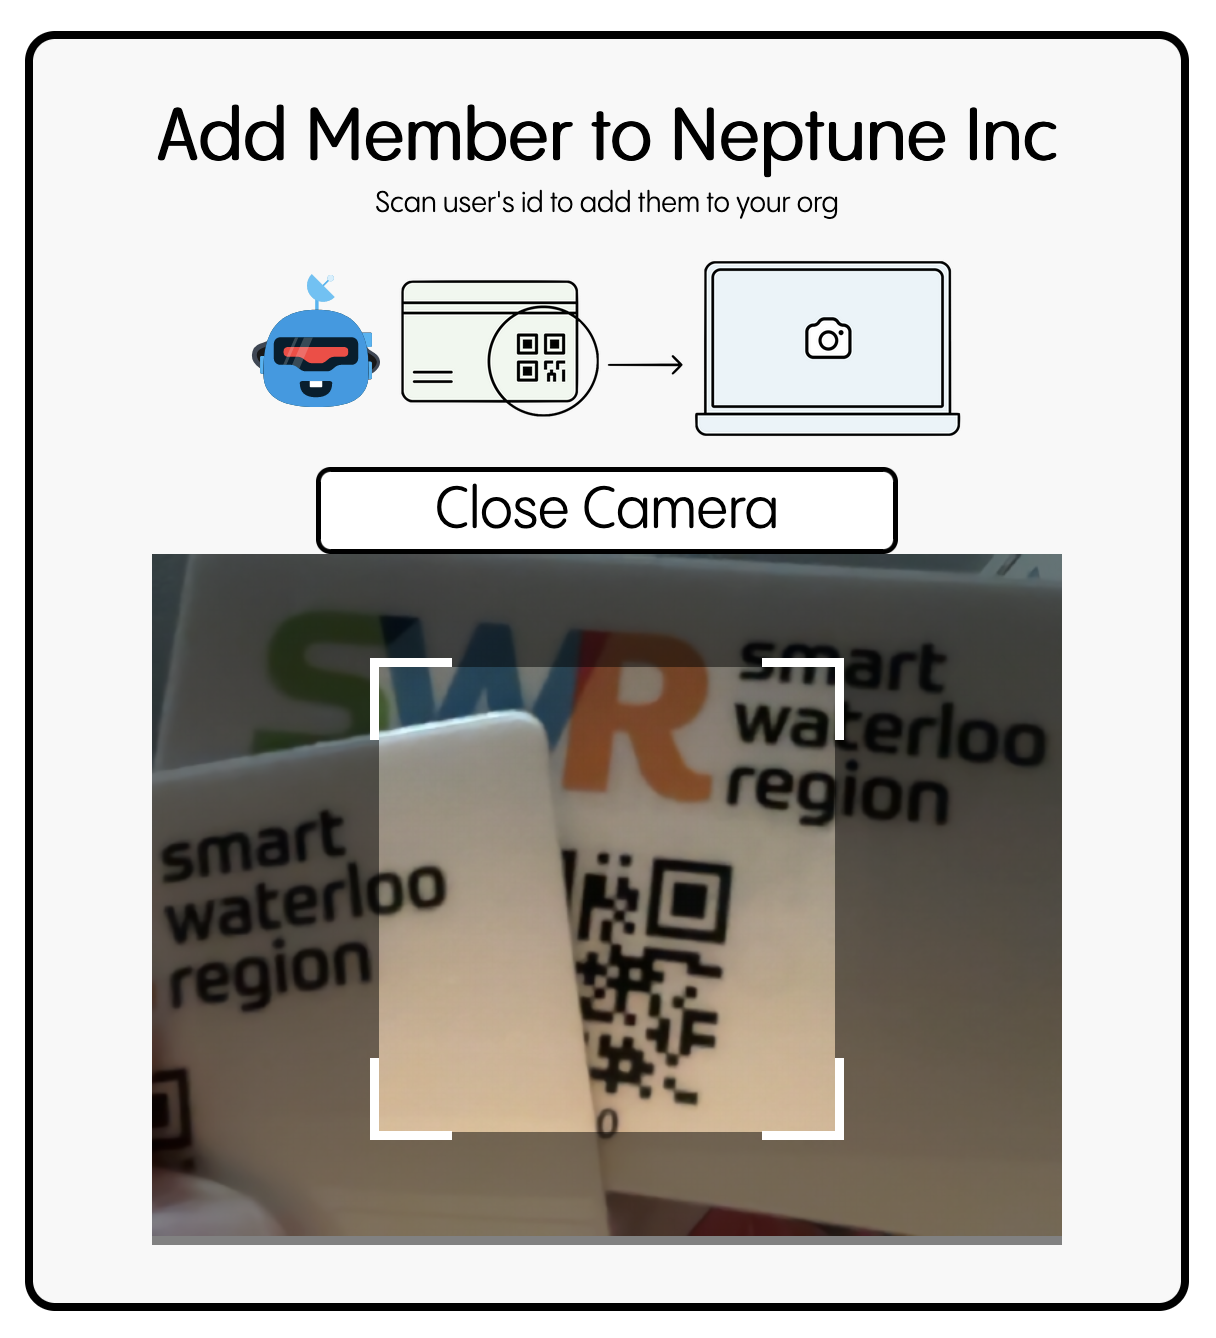 Add Member to Neptune Inc
Scan user's id to add them to your org
Close Camera
SWR
smart
waterloo
region
smart
waterloo
region
0